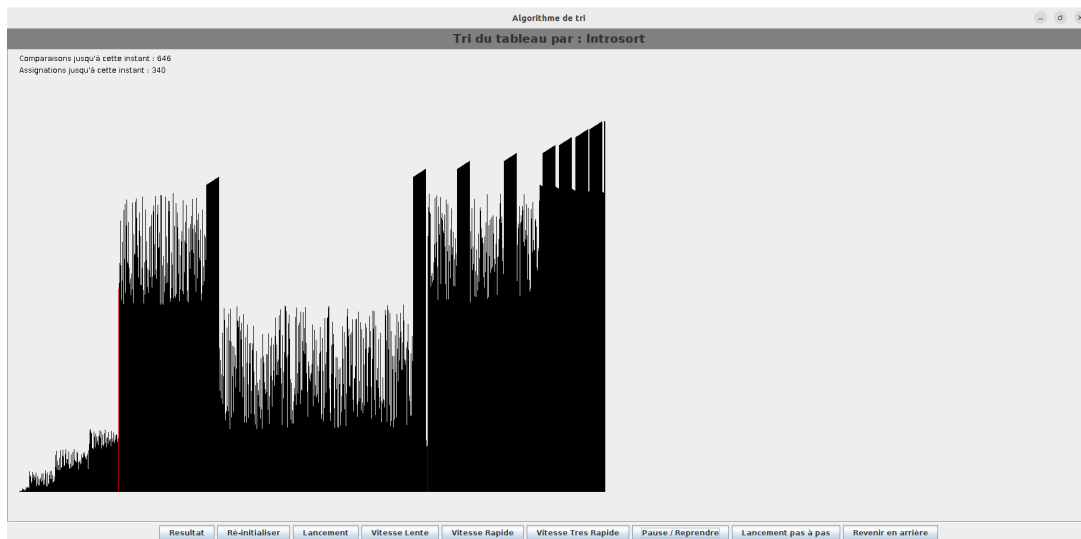 Algorithme de tri
Tri du tableau par : Introsort
Comparaisons jusqu'à cette instant : 646
Assignations jusqu'à cette instant : 340
Resultat Ré-initialiser Lancement Vitesse Lente Vitesse Rapide Vitesse Tres Rapide Pause / Reprendre Lancement pas à pas Revenir en arrière